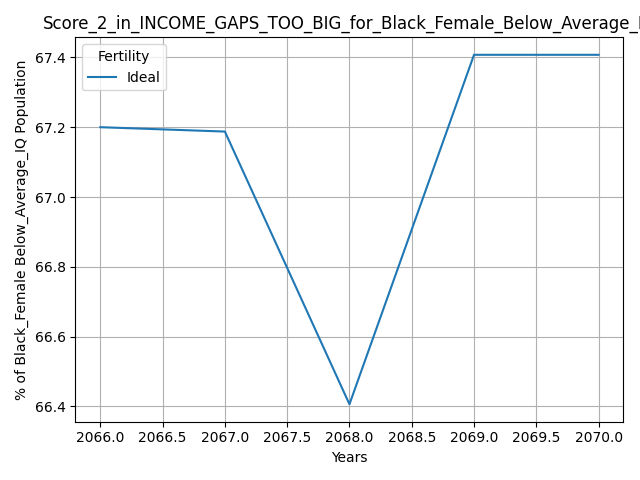 Score_2_in_INCOME_GAPS_TOO_BIG_for_Black_Female_Below_Average_
Fertility
Ideal
% of Black_Female Below_Average_IQ Population
67.4
67.2
67.0
66.8
66.6
66.4
2066.0 2066.5 2067.0 2067.5 2068.0 2068.5 2069.0 2069.5 2070.0
Years